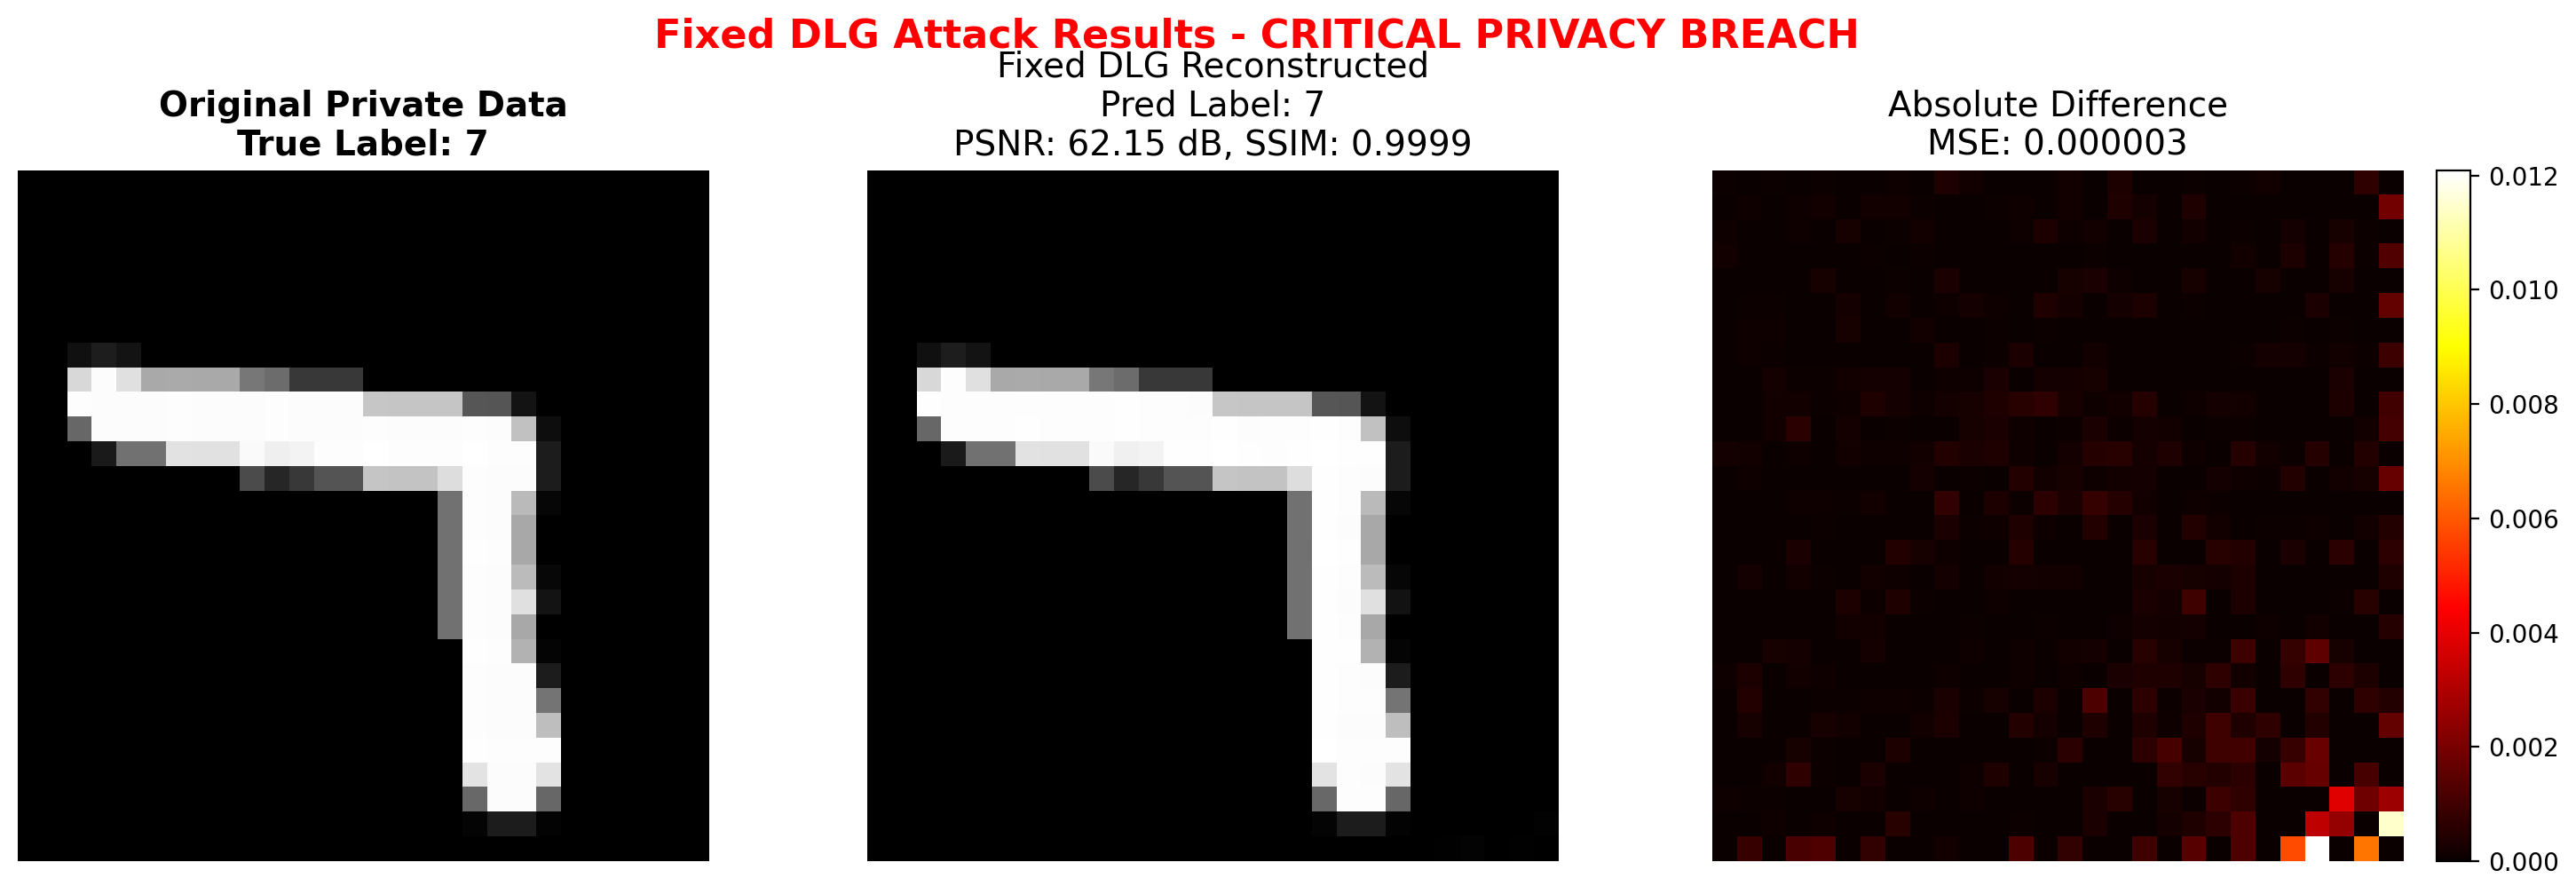 Fixed DLG Attack Results - CRITICAL PRIVACY BREACH
Original Private Data
True Label: 7
Fixed DLG Reconstructed
Pred Label: 7
PSNR: 62.15 dB, SSIM: 0.9999
Absolute Difference
MSE: 0.000003
0.012
0.010
0.008
0.006
0.004
0.002
0.000